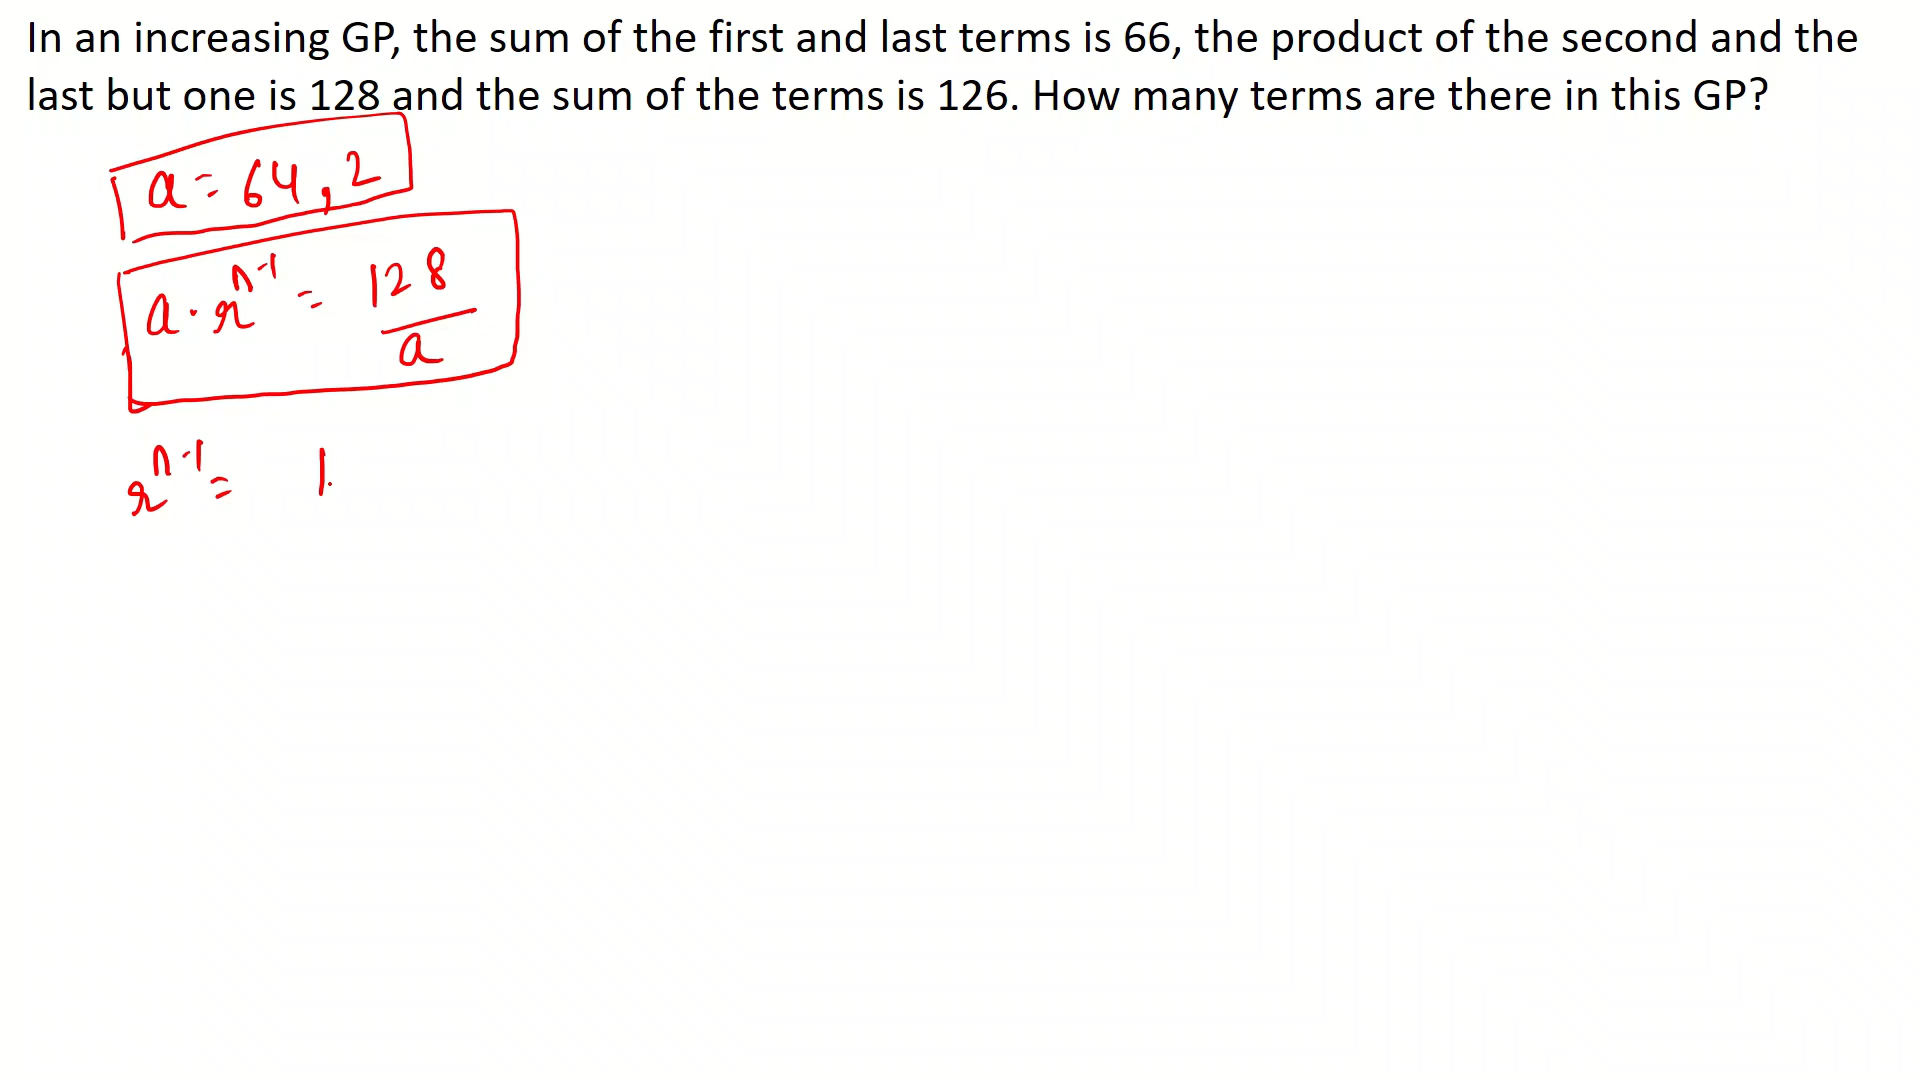 In an increasing GP, the sum of the first and last terms is 66, the product of the second and the
last but one is 128 and the sum of the terms is 126. How many terms are there in this GP?
a = 64, 2
a · r^{n-1} = 128/a
r^{n-1} = 1